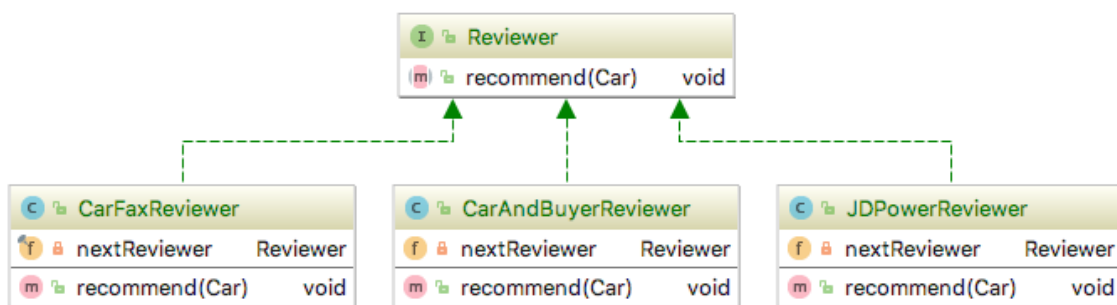 I Reviewer
m recommend(Car) void
C CarFaxReviewer
f nextReviewer Reviewer
m recommend(Car) void
C CarAndBuyerReviewer
f nextReviewer Reviewer
m recommend(Car) void
C JDPowerReviewer
f nextReviewer Reviewer
m recommend(Car) void